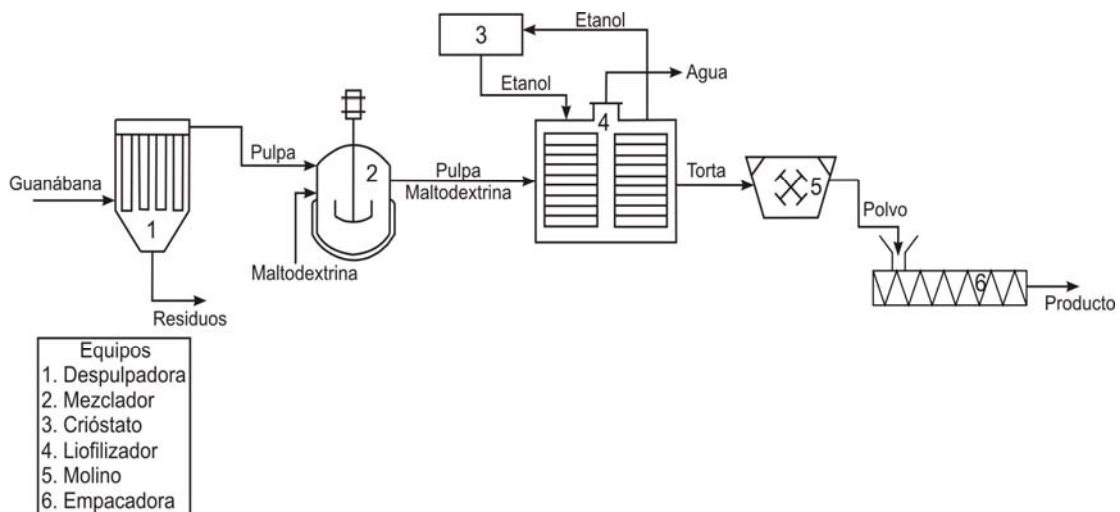 Etanol
3
Etanol
Agua
4
Pulpa
2
Pulpa
Maltodextrina
Torta
5
Guanábana
1
Polvo
Maltodextrina
6
Residuos
Producto
Equipos
1. Despulpadora
2. Mezclador
3. Crióstato
4. Liofilizador
5. Molino
6. Empacadora